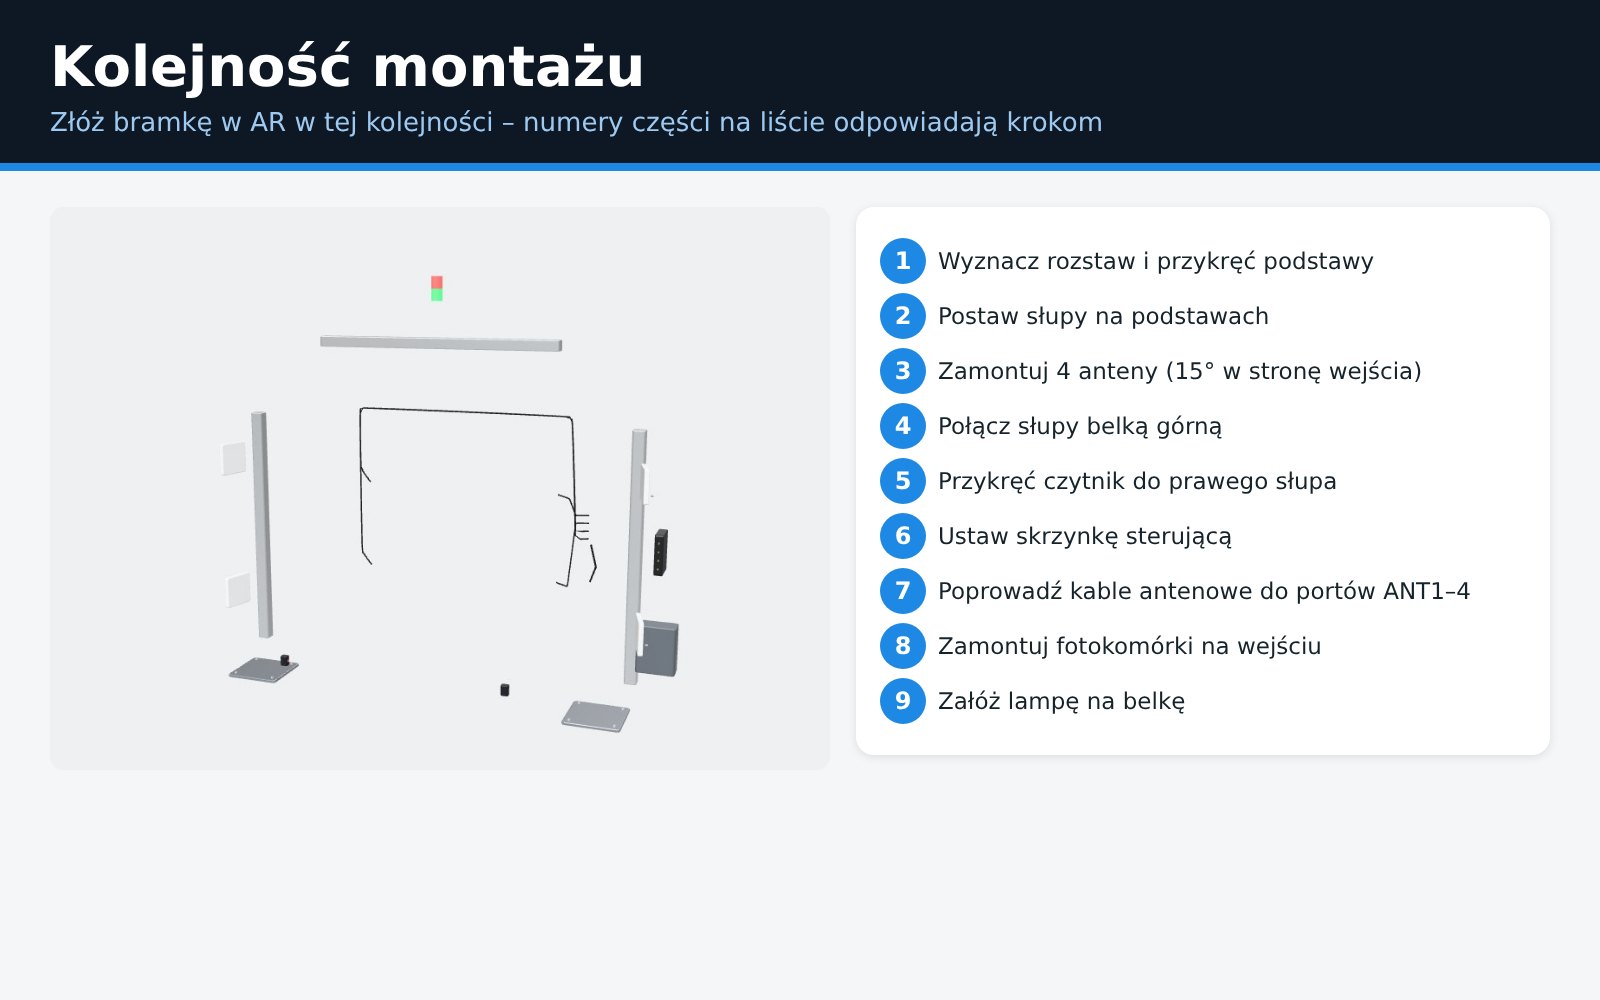 Kolejność montażu
Złóż bramkę w AR w tej kolejności – numery części na liście odpowiadają krokom
1 Wyznacz rozstaw i przykręć podstawy
2 Postaw słupy na podstawach
3 Zamontuj 4 anteny (15° w stronę wejścia)
4 Połącz słupy belką górną
5 Przykręć czytnik do prawego słupa
6 Ustaw skrzynkę sterującą
7 Poprowadź kable antenowe do portów ANT1–4
8 Zamontuj fotokomórki na wejściu
9 Załóż lampę na belkę